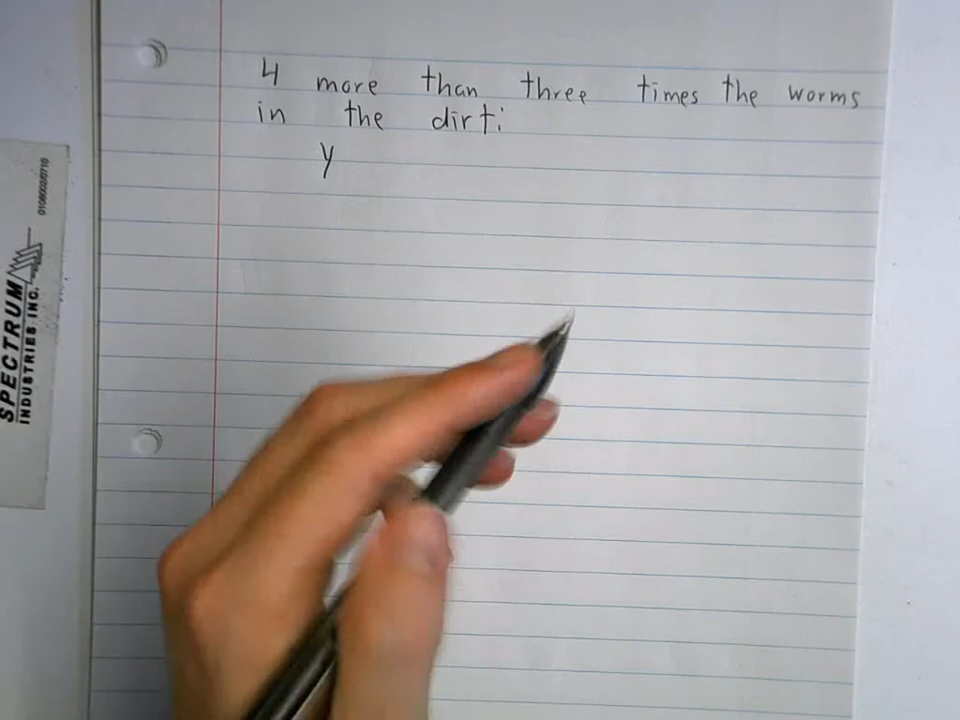 4 more than three times the worms
in the dirt:
y
SPECTRUM
INDUSTRIES INC.